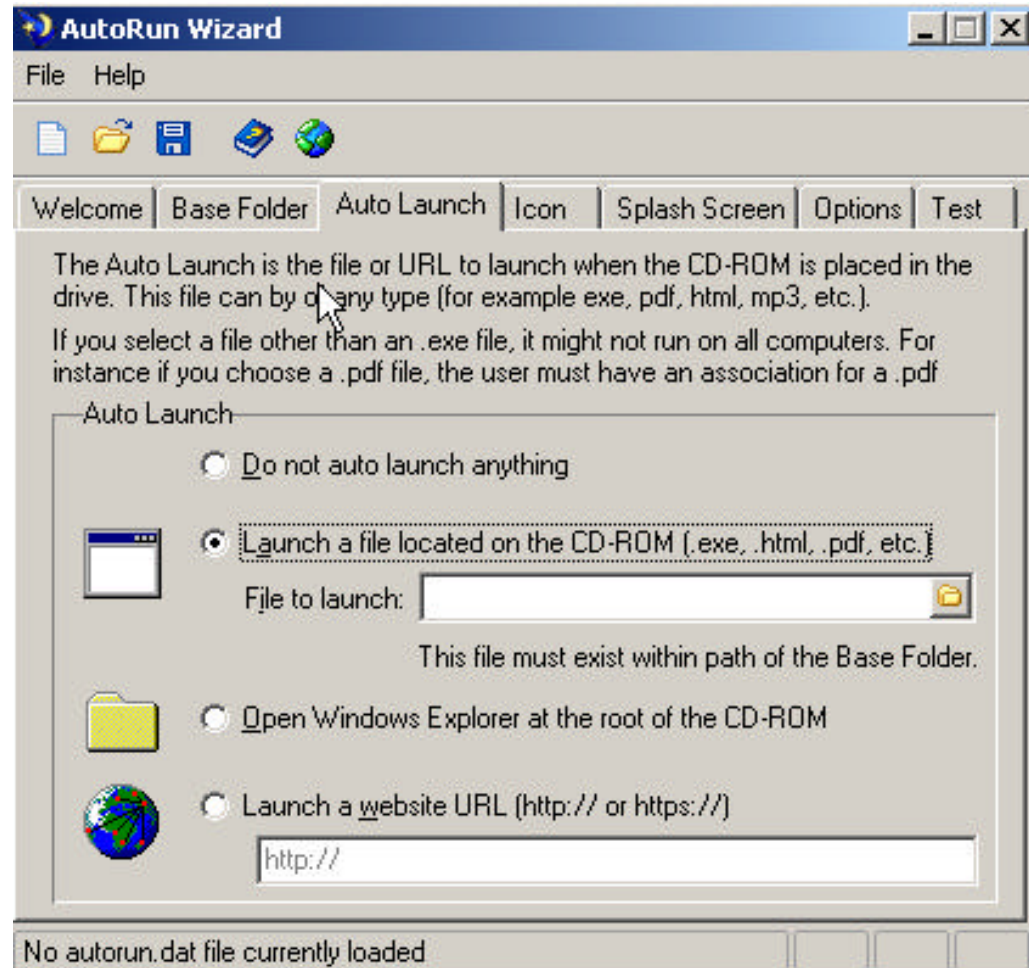 AutoRun Wizard
File Help
Welcome Base Folder Auto Launch Icon Splash Screen Options Test
The Auto Launch is the file or URL to launch when the CD-ROM is placed in the
drive. This file can by of any type (for example exe, pdf, html, mp3, etc.).
If you select a file other than an .exe file, it might not run on all computers. For
instance if you choose a .pdf file, the user must have an association for a .pdf
Auto Launch
Do not auto launch anything
Launch a file located on the CD-ROM (.exe, .html, .pdf, etc.)
File to launch:
This file must exist within path of the Base Folder.
Open Windows Explorer at the root of the CD-ROM
Launch a website URL (http:// or https://)
http://
No autorun.dat file currently loaded